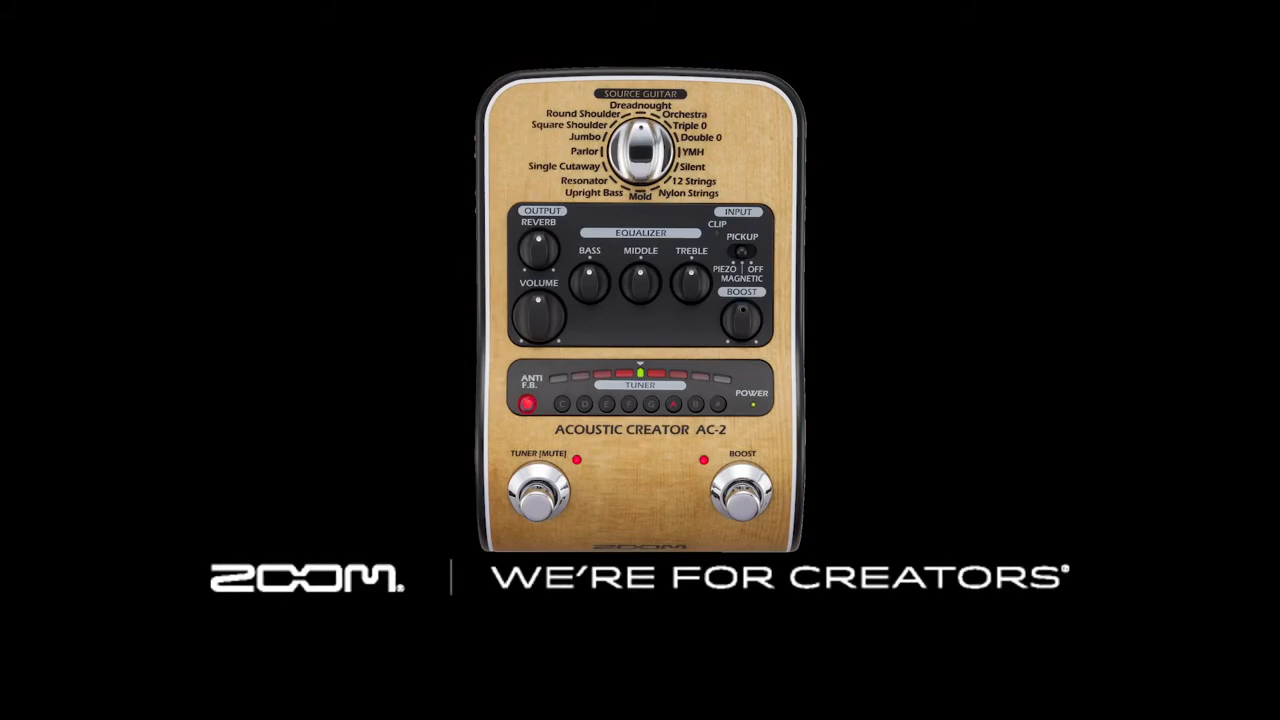 SOURCE GUITAR
Dreadnought
Round Shoulder
Orchestra
Square Shoulder
Triple 0
Jumbo
Double 0
Parlor
YMH
Single Cutaway
Silent
Resonator
12 Strings
Upright Bass
Nylon Strings
Mold
OUTPUT
INPUT
REVERB
CLIP
EQUALIZER
PICKUP
BASS
MIDDLE
TREBLE
PIEZO
OFF
MAGNETIC
VOLUME
BOOST
ANTI
F.B.
TUNER
POWER
C D E F G A B #
ACOUSTIC CREATOR AC-2
TUNER [MUTE]
BOOST
ZOOM
ZOOM® | WE'RE FOR CREATORS®